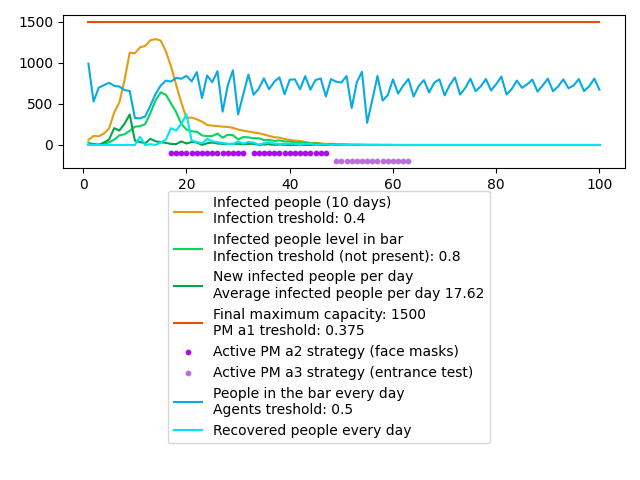 1500
1000
500
0
0 20 40 60 80 100
Infected people (10 days)
Infection treshold: 0.4
Infected people level in bar
Infection treshold (not present): 0.8
New infected people per day
Average infected people per day 17.62
Final maximum capacity: 1500
PM a1 treshold: 0.375
Active PM a2 strategy (face masks)
Active PM a3 strategy (entrance test)
People in the bar every day
Agents treshold: 0.5
Recovered people every day